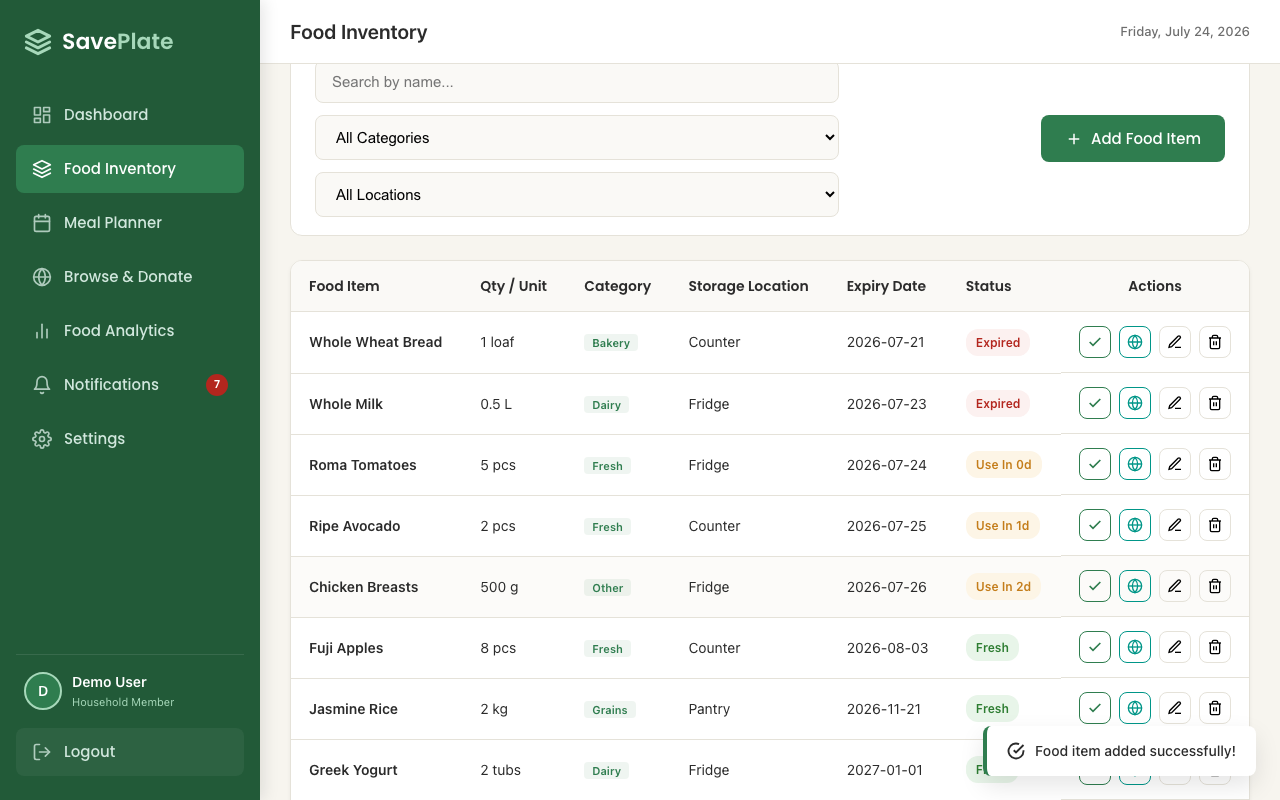 SavePlate
Dashboard
Food Inventory
Meal Planner
Browse & Donate
Food Analytics
Notifications 7
Settings
D
Demo User
Household Member
Logout
Food Inventory
Friday, July 24, 2026
Search by name...
All Categories
All Locations
Add Food Item
Food Item Qty / Unit Category Storage Location Expiry Date Status Actions
Whole Wheat Bread 1 loaf Bakery Counter 2026-07-21 Expired
Whole Milk 0.5 L Dairy Fridge 2026-07-23 Expired
Roma Tomatoes 5 pcs Fresh Fridge 2026-07-24 Use In 0d
Ripe Avocado 2 pcs Fresh Counter 2026-07-25 Use In 1d
Chicken Breasts 500 g Other Fridge 2026-07-26 Use In 2d
Fuji Apples 8 pcs Fresh Counter 2026-08-03 Fresh
Jasmine Rice 2 kg Grains Pantry 2026-11-21 Fresh
Greek Yogurt 2 tubs Dairy Fridge 2027-01-01
Food item added successfully!